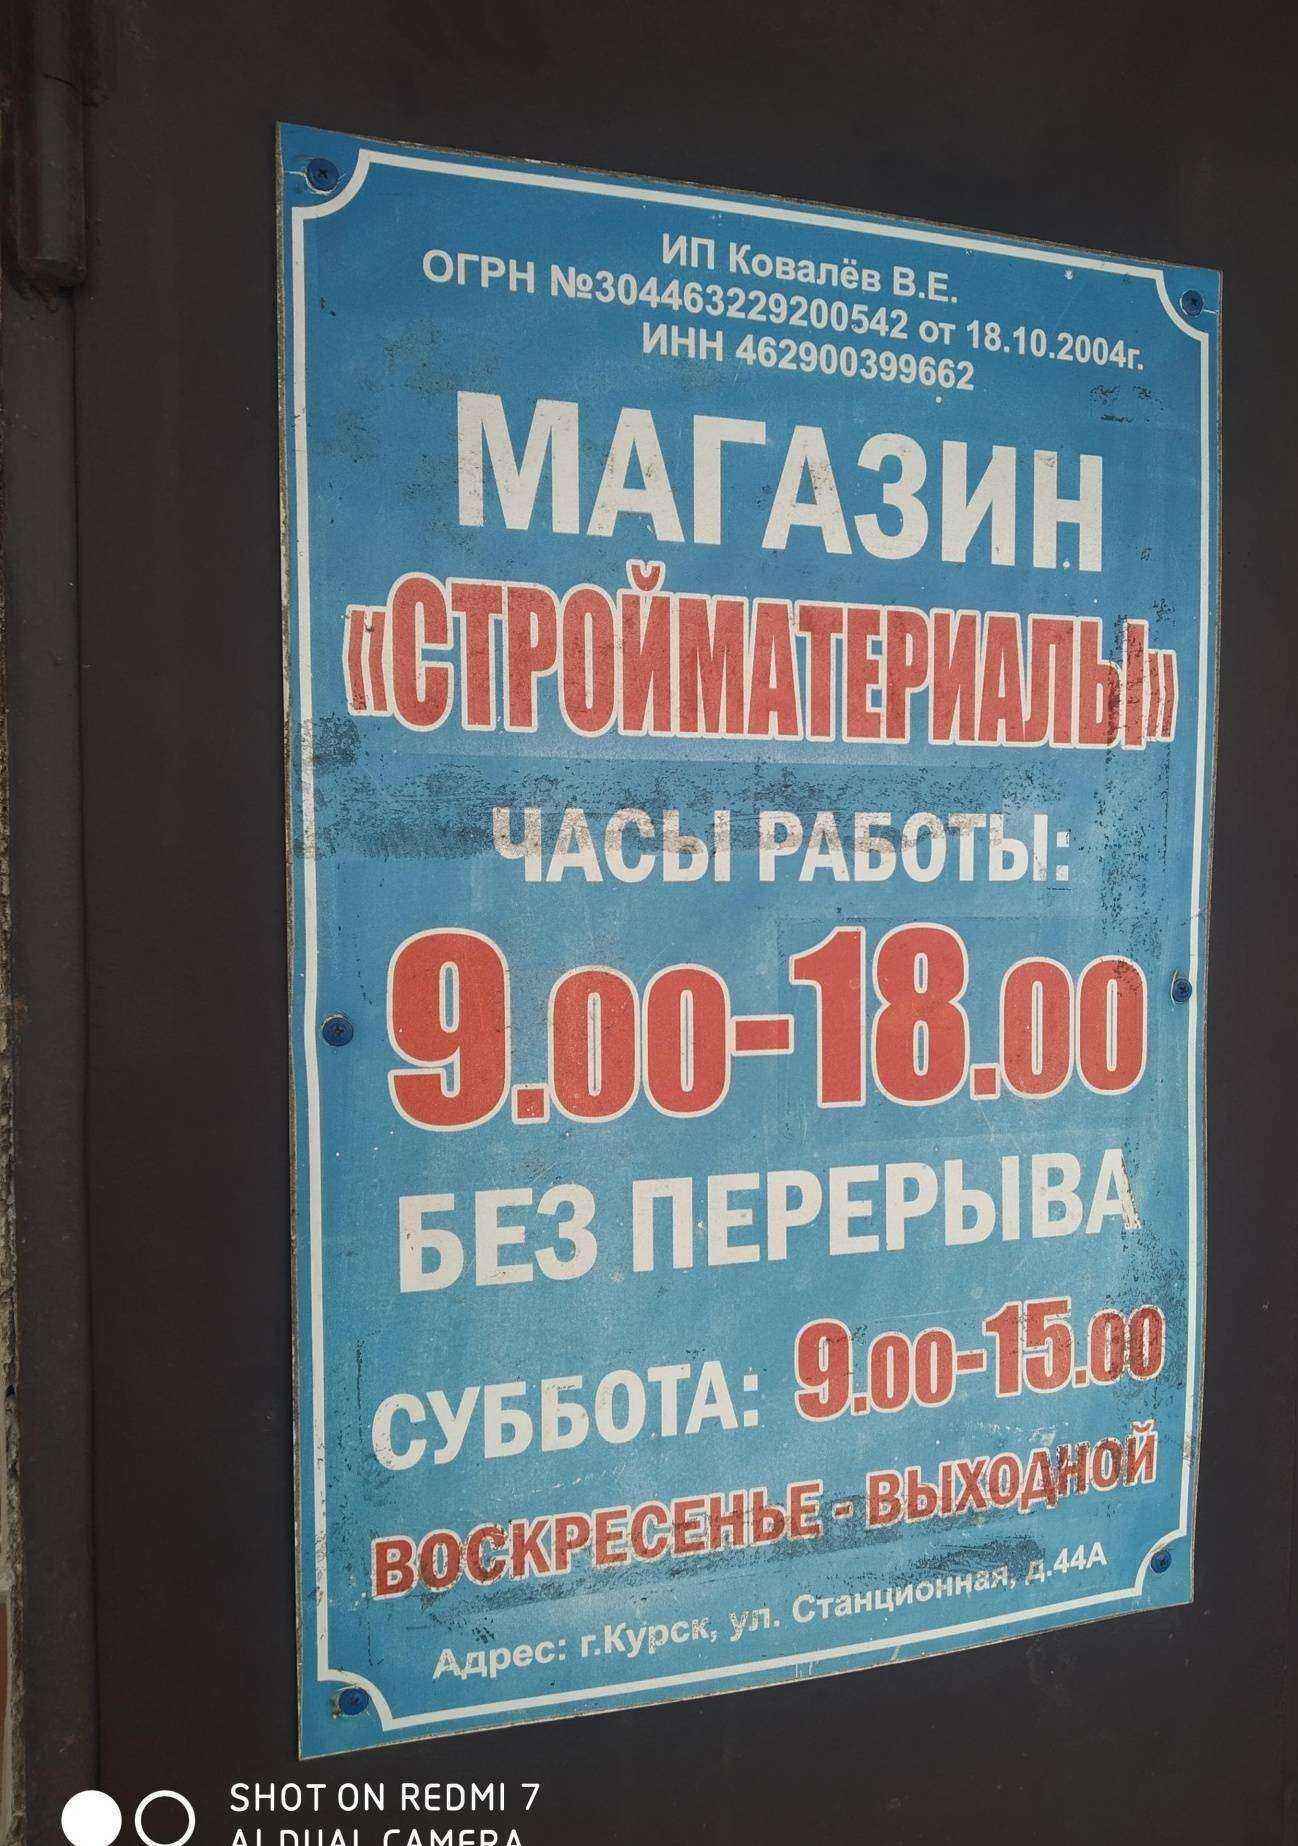 ИП Ковалёв В.Е.
ОГРН №304463229200542 от 18.10.2004г.
ИНН 462900399662
МАГАЗИН
«СТРОЙМАТЕРИАЛЫ»
ЧАСЫ РАБОТЫ:
9.00-18.00
БЕЗ ПЕРЕРЫВА
СУББОТА: 9.00-15.00
ВОСКРЕСЕНЬЕ - ВЫХОДНОЙ
Адрес: г.Курск, ул. Станционная, д.44А
SHOT ON REDMI 7
AI DUAL CAMERA